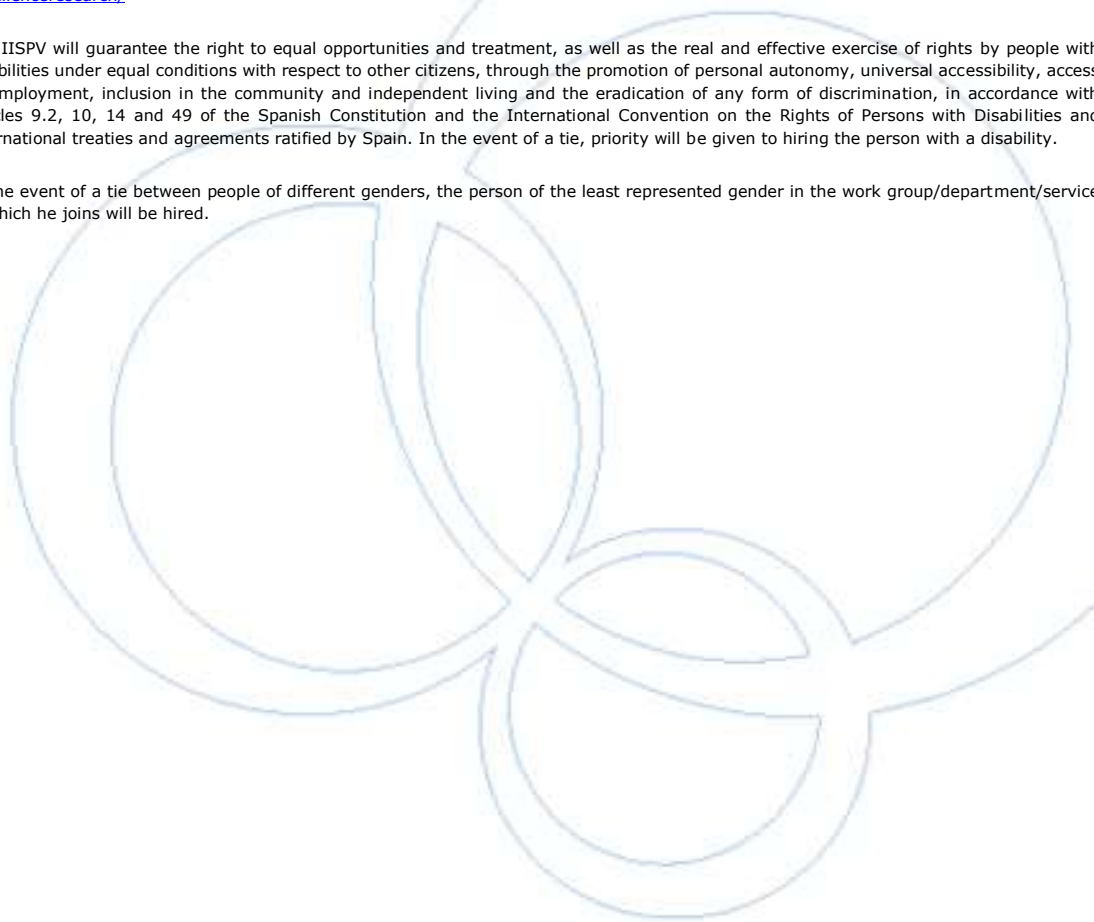 IISPV will guarantee the right to equal opportunities and treatment, as well as the real and effective exercise of rights by people with
bilities under equal conditions with respect to other citizens, through the promotion of personal autonomy, universal accessibility, access
mployment, inclusion in the community and independent living and the eradication of any form of discrimination, in accordance with
les 9.2, 10, 14 and 49 of the Spanish Constitution and the International Convention on the Rights of Persons with Disabilities and
rnational treaties and agreements ratified by Spain. In the event of a tie, priority will be given to hiring the person with a disability.
he event of a tie between people of different genders, the person of the least represented gender in the work group/department/service
hich he joins will be hired.